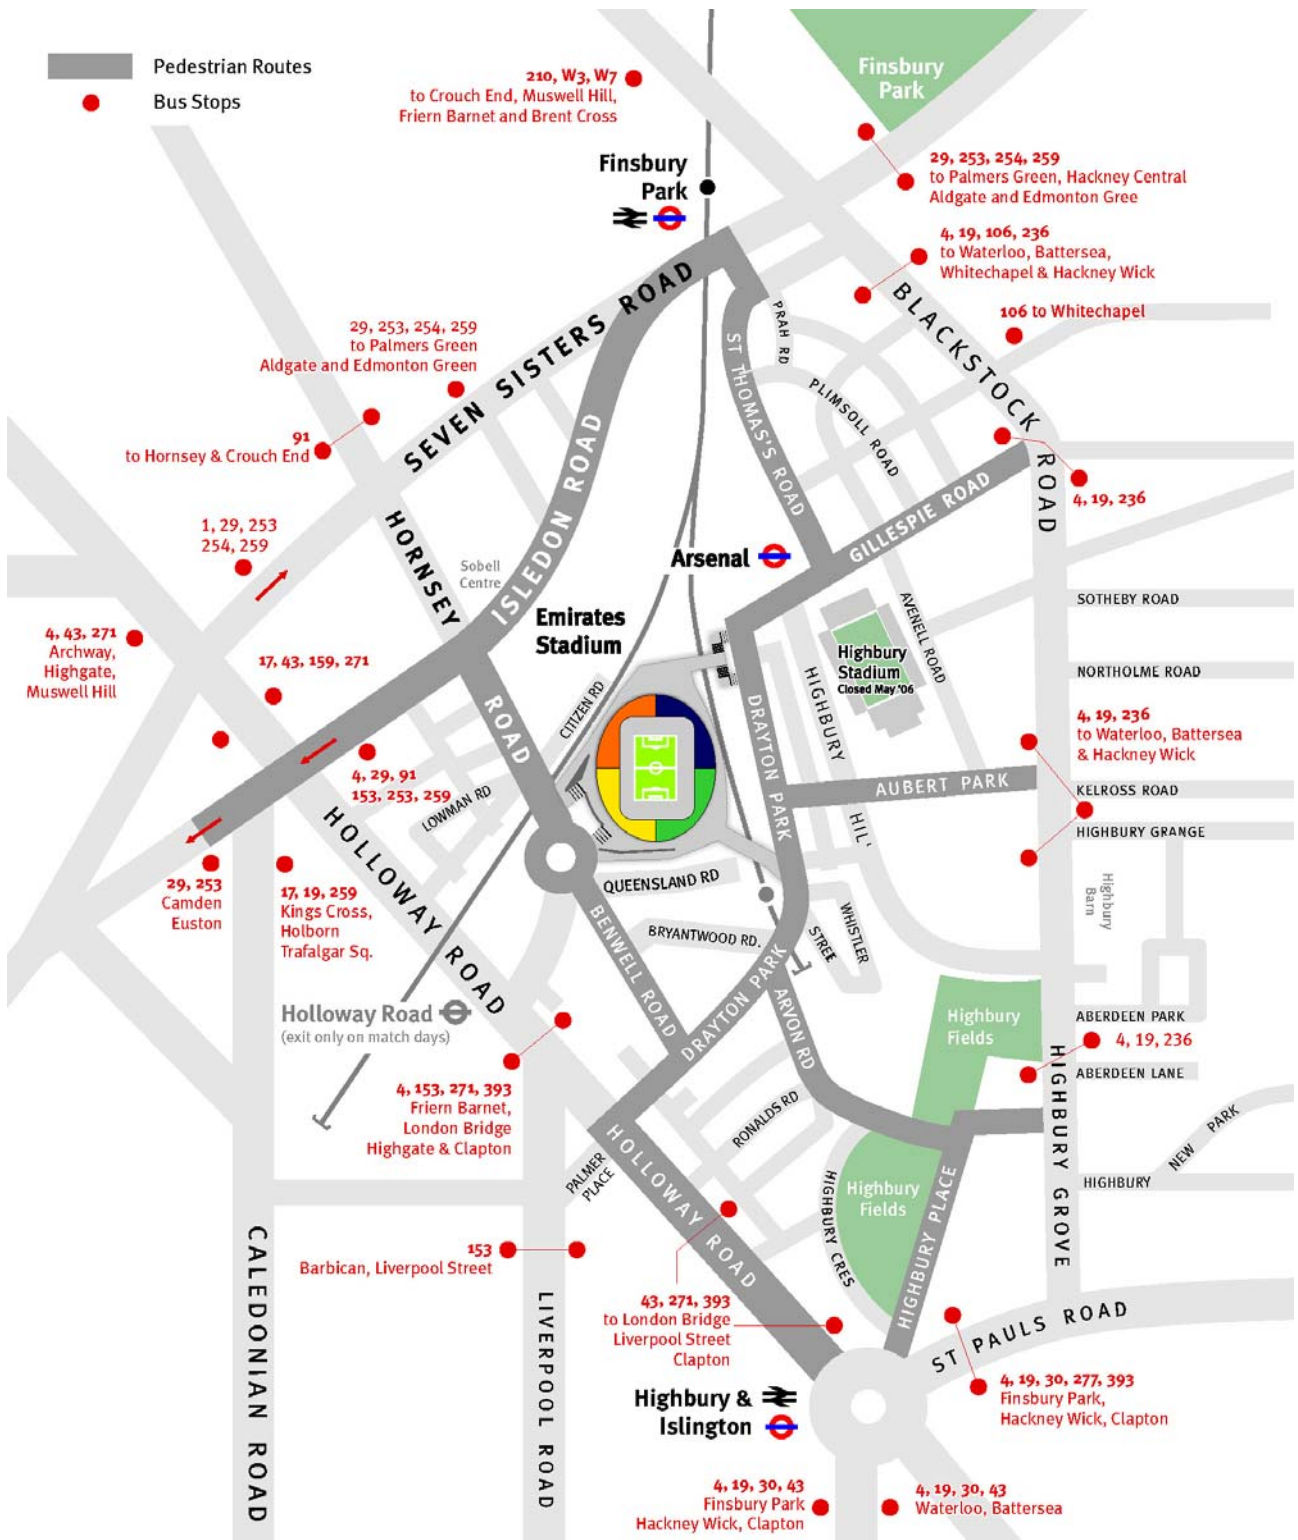 Pedestrian Routes
Bus Stops
210, W3, W7
to Crouch End, Muswell Hill,
Friern Barnet and Brent Cross
Finsbury
Park
Finsbury
Park
29, 253, 254, 259
to Palmers Green, Hackney Central
Aldgate and Edmonton Gree
4, 19, 106, 236
to Waterloo, Battersea,
Whitechapel & Hackney Wick
106 to Whitechapel
29, 253, 254, 259
to Palmers Green
Aldgate and Edmonton Green
91
to Hornsey & Crouch End
SEVEN SISTERS ROAD
PRAH RD
ST THOMAS'S ROAD
PLIMSOLL ROAD
BLACKSTOCK ROAD
4, 19, 236
1, 29, 253
254, 259
HORNSEY ROAD
ISLEDON ROAD
Sobell
Centre
Arsenal
GILLESPIE ROAD
Emirates
Stadium
AVENELL ROAD
SOTHEBY ROAD
4, 43, 271
Archway,
Highgate,
Muswell Hill
17, 43, 159, 271
CITIZEN RD
Highbury
Stadium
Closed May '06
NORTHOLME ROAD
DRAYTON PARK
HIGHBURY HIL'
4, 19, 236
to Waterloo, Battersea
& Hackney Wick
4, 29, 91
153, 253, 259
LOWMAN RD
AUBERT PARK
KELROSS ROAD
HIGHBURY GRANGE
HOLLOWAY ROAD
29, 253
Camden
Euston
17, 19, 259
Kings Cross,
Holborn
Trafalgar Sq.
QUEENSLAND RD
Highbury
Barn
BENWELL ROAD
BRYANTWOOD RD.
STREE
WHISTLER
Holloway Road
(exit only on match days)
DRAYTON PARK
ARVON RD
Highbury
Fields
ABERDEEN PARK
4, 19, 236
ABERDEEN LANE
4, 153, 271, 393
Friern Barnet,
London Bridge
Highgate & Clapton
RONALDS RD
HIGHBURY GROVE
PALMER
PLACE
HOLLOWAY ROAD
HIGHBURY CRES
Highbury
Fields
HIGHBURY PLACE
HIGHBURY NEW PARK
CALEDONIAN ROAD
153
Barbican, Liverpool Street
LIVERPOOL ROAD
43, 271, 393
to London Bridge
Liverpool Street
Clapton
ST PAULS ROAD
Highbury &
Islington
4, 19, 30, 277, 393
Finsbury Park,
Hackney Wick, Clapton
4, 19, 30, 43
Finsbury Park
Hackney Wick, Clapton
4, 19, 30, 43
Waterloo, Battersea